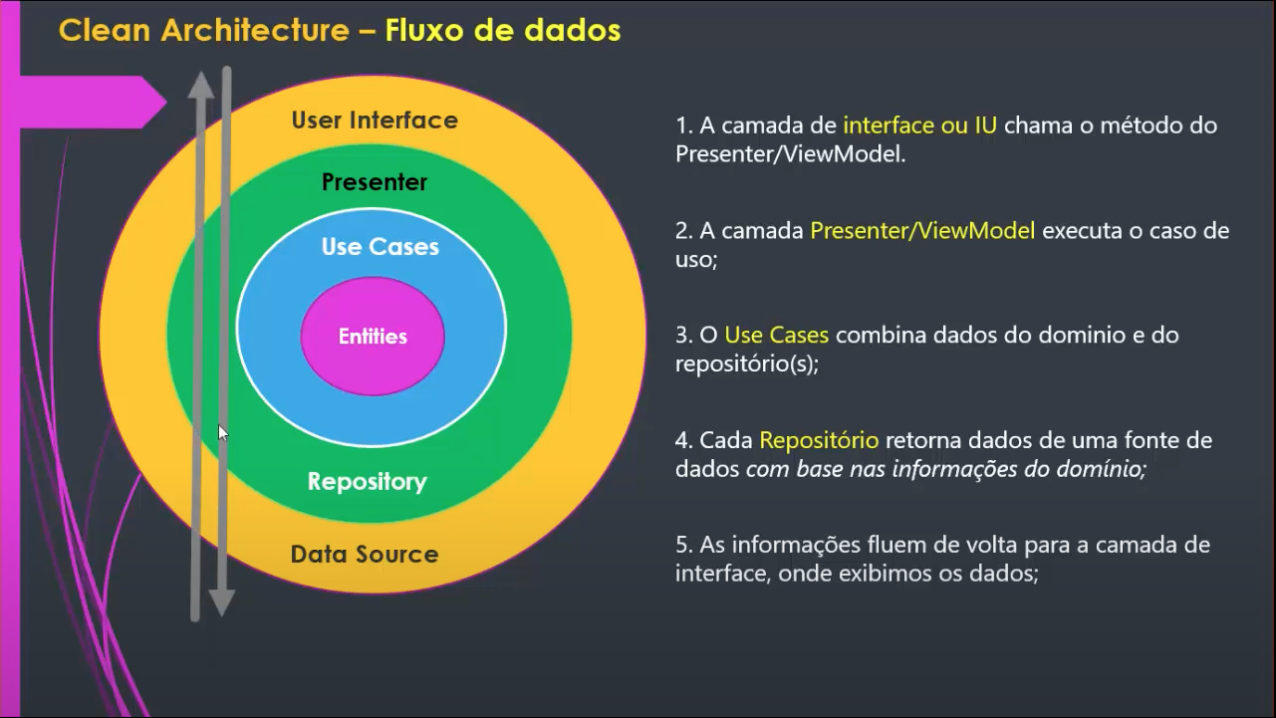 Clean Architecture – Fluxo de dados
User Interface
Presenter
Use Cases
Entities
Repository
Data Source
1. A camada de interface ou IU chama o método do
Presenter/ViewModel.
2. A camada Presenter/ViewModel executa o caso de
uso;
3. O Use Cases combina dados do dominio e do
repositório(s);
4. Cada Repositório retorna dados de uma fonte de
dados com base nas informações do domínio;
5. As informações fluem de volta para a camada de
interface, onde exibimos os dados;